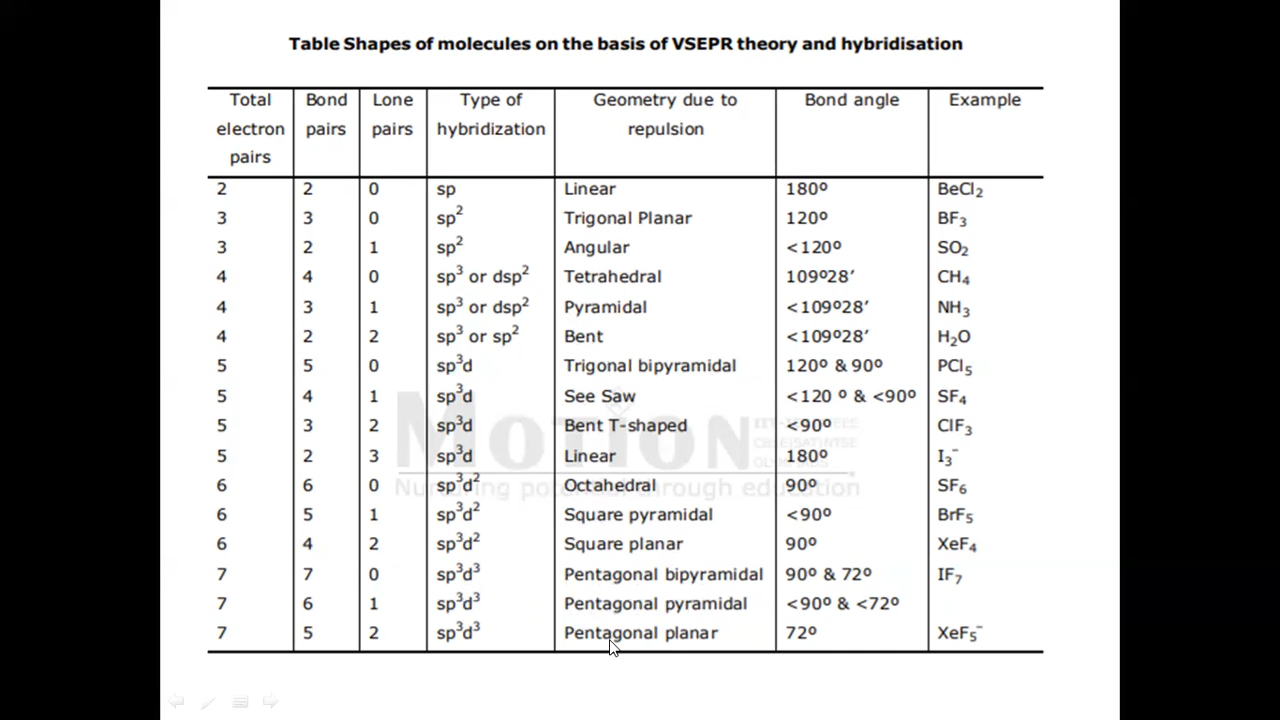 Table Shapes of molecules on the basis of VSEPR theory and hybridisation
Total electron pairs Bond pairs Lone pairs Type of hybridization Geometry due to repulsion Bond angle Example
2 2 0 sp Linear 180º BeCl₂
3 3 0 sp² Trigonal Planar 120º BF₃
3 2 1 sp² Angular <120º SO₂
4 4 0 sp³ or dsp² Tetrahedral 109º28′ CH₄
4 3 1 sp³ or dsp² Pyramidal <109º28′ NH₃
4 2 2 sp³ or sp² Bent <109º28′ H₂O
5 5 0 sp³d Trigonal bipyramidal 120º & 90º PCl₅
5 4 1 sp³d See Saw <120 º & <90º SF₄
5 3 2 sp³d Bent T-shaped <90º ClF₃
5 2 3 sp³d Linear 180º I₃⁻
6 6 0 sp³d² Octahedral 90º SF₆
6 5 1 sp³d² Square pyramidal <90º BrF₅
6 4 2 sp³d² Square planar 90º XeF₄
7 7 0 sp³d³ Pentagonal bipyramidal 90º & 72º IF₇
7 6 1 sp³d³ Pentagonal pyramidal <90º & <72º
7 5 2 sp³d³ Pentagonal planar 72º XeF₅⁻
MOTION
Nurturing potential through education